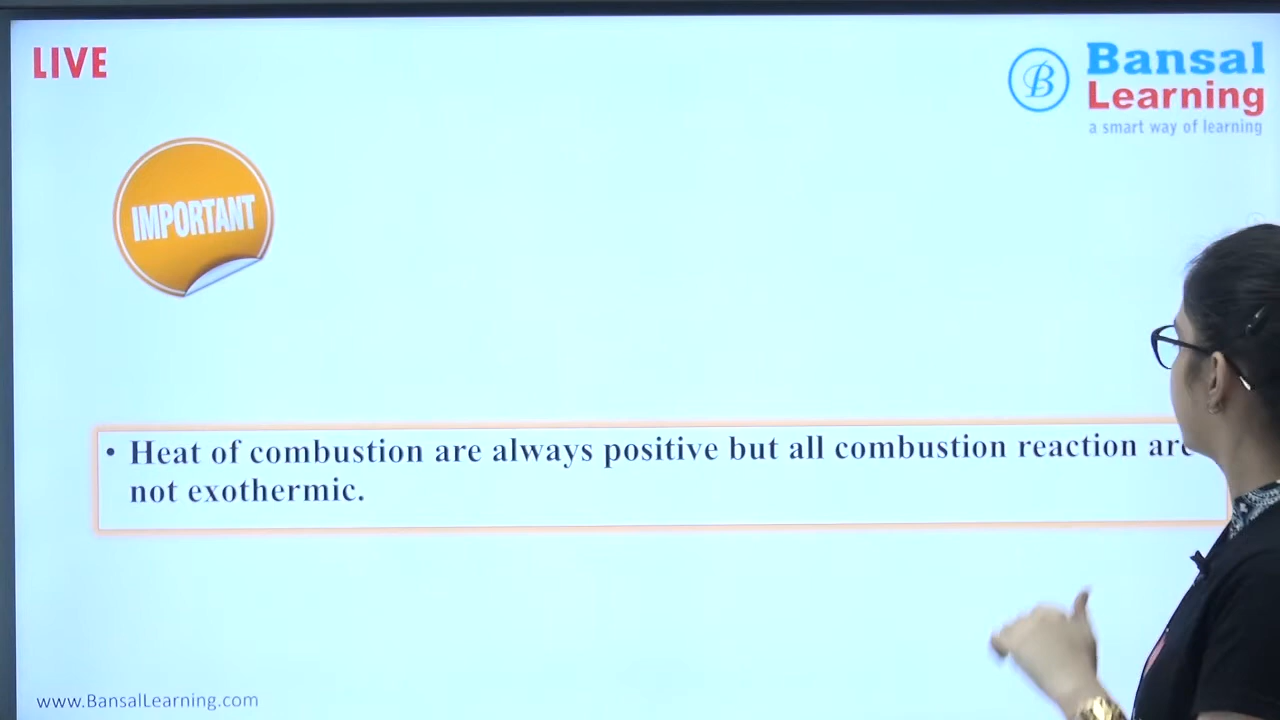 LIVE
B
Bansal
Learning
a smart way of learning
IMPORTANT
• Heat of combustion are always positive but all combustion reaction are
not exothermic.
www.BansalLearning.com